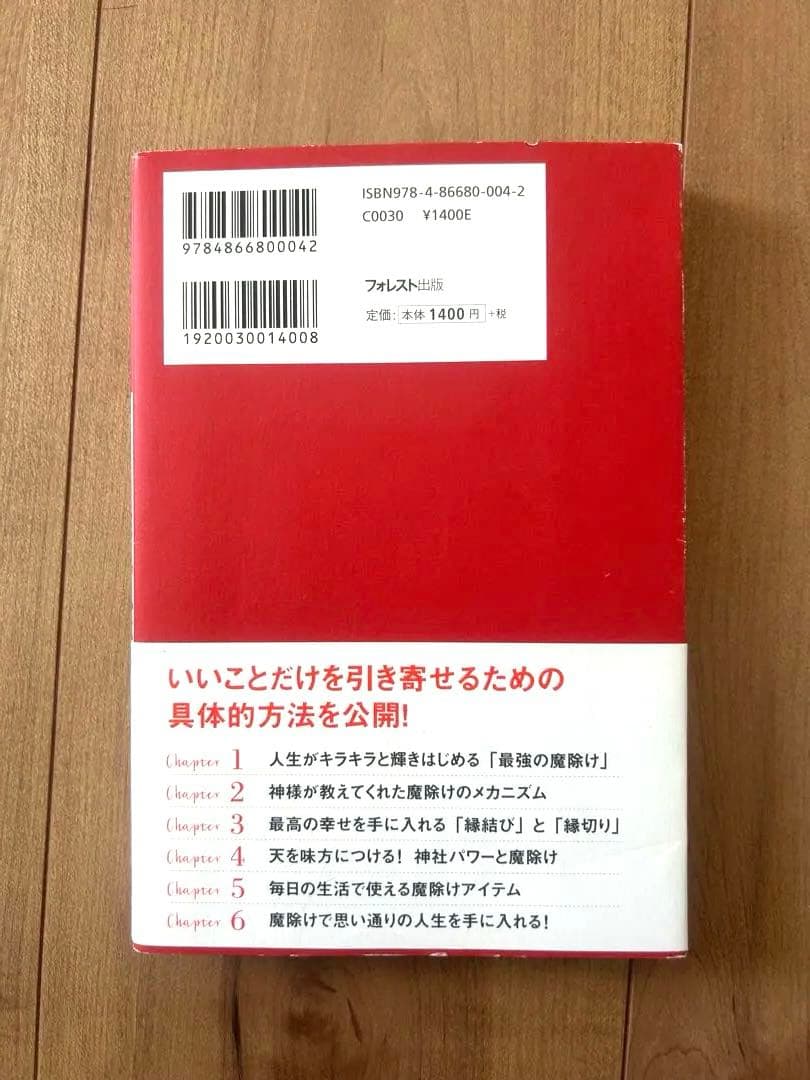 ISBN978-4-86680-004-2
C0030 ¥1400E
9784866800042
フォレスト出版
定価: 本体1400円 +税
1920030014008
いいことだけを引き寄せるための
具体的方法を公開!
Chapter 1 人生がキラキラと輝きはじめる「最強の魔除け」
Chapter 2 神様が教えてくれた魔除けのメカニズム
Chapter 3 最高の幸せを手に入れる「縁結び」と「縁切り」
Chapter 4 天を味方につける! 神社パワーと魔除け
Chapter 5 毎日の生活で使える魔除けアイテム
Chapter 6 魔除けで思い通りの人生を手に入れる!